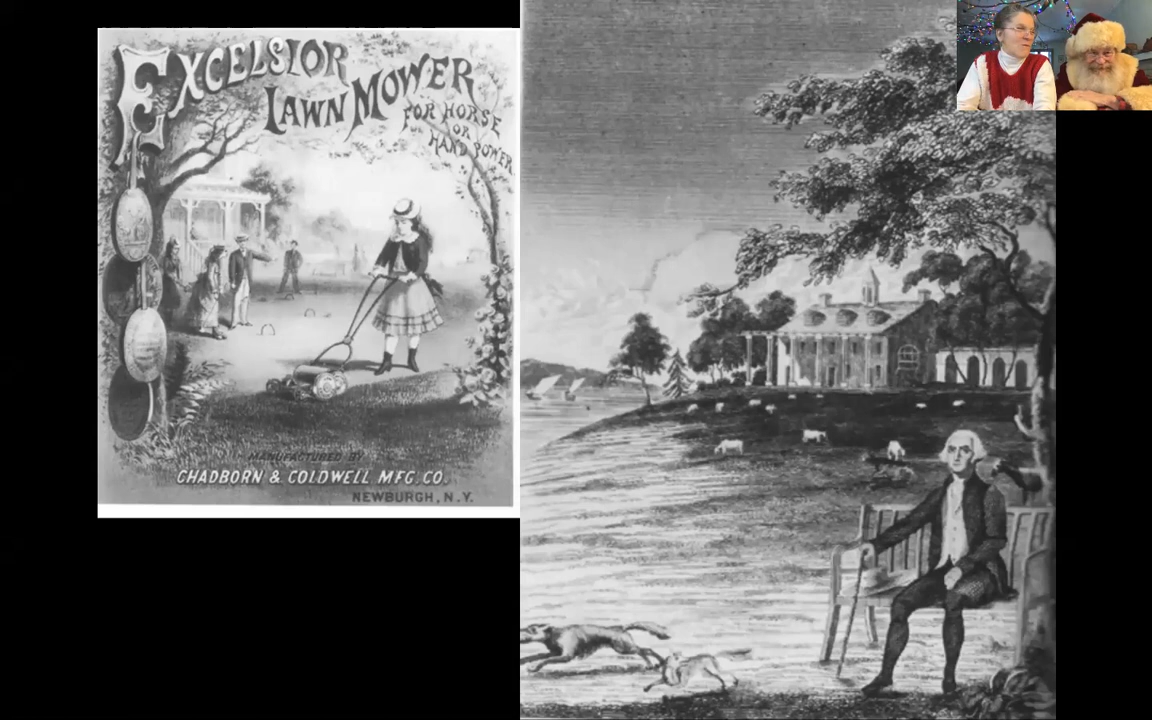 EXCELSIOR
LAWN MOWER
FOR HORSE
OR
HAND POWER
MANUFACTURED BY
CHADBORN & COLDWELL MFG. CO.
NEWBURGH, N.Y.